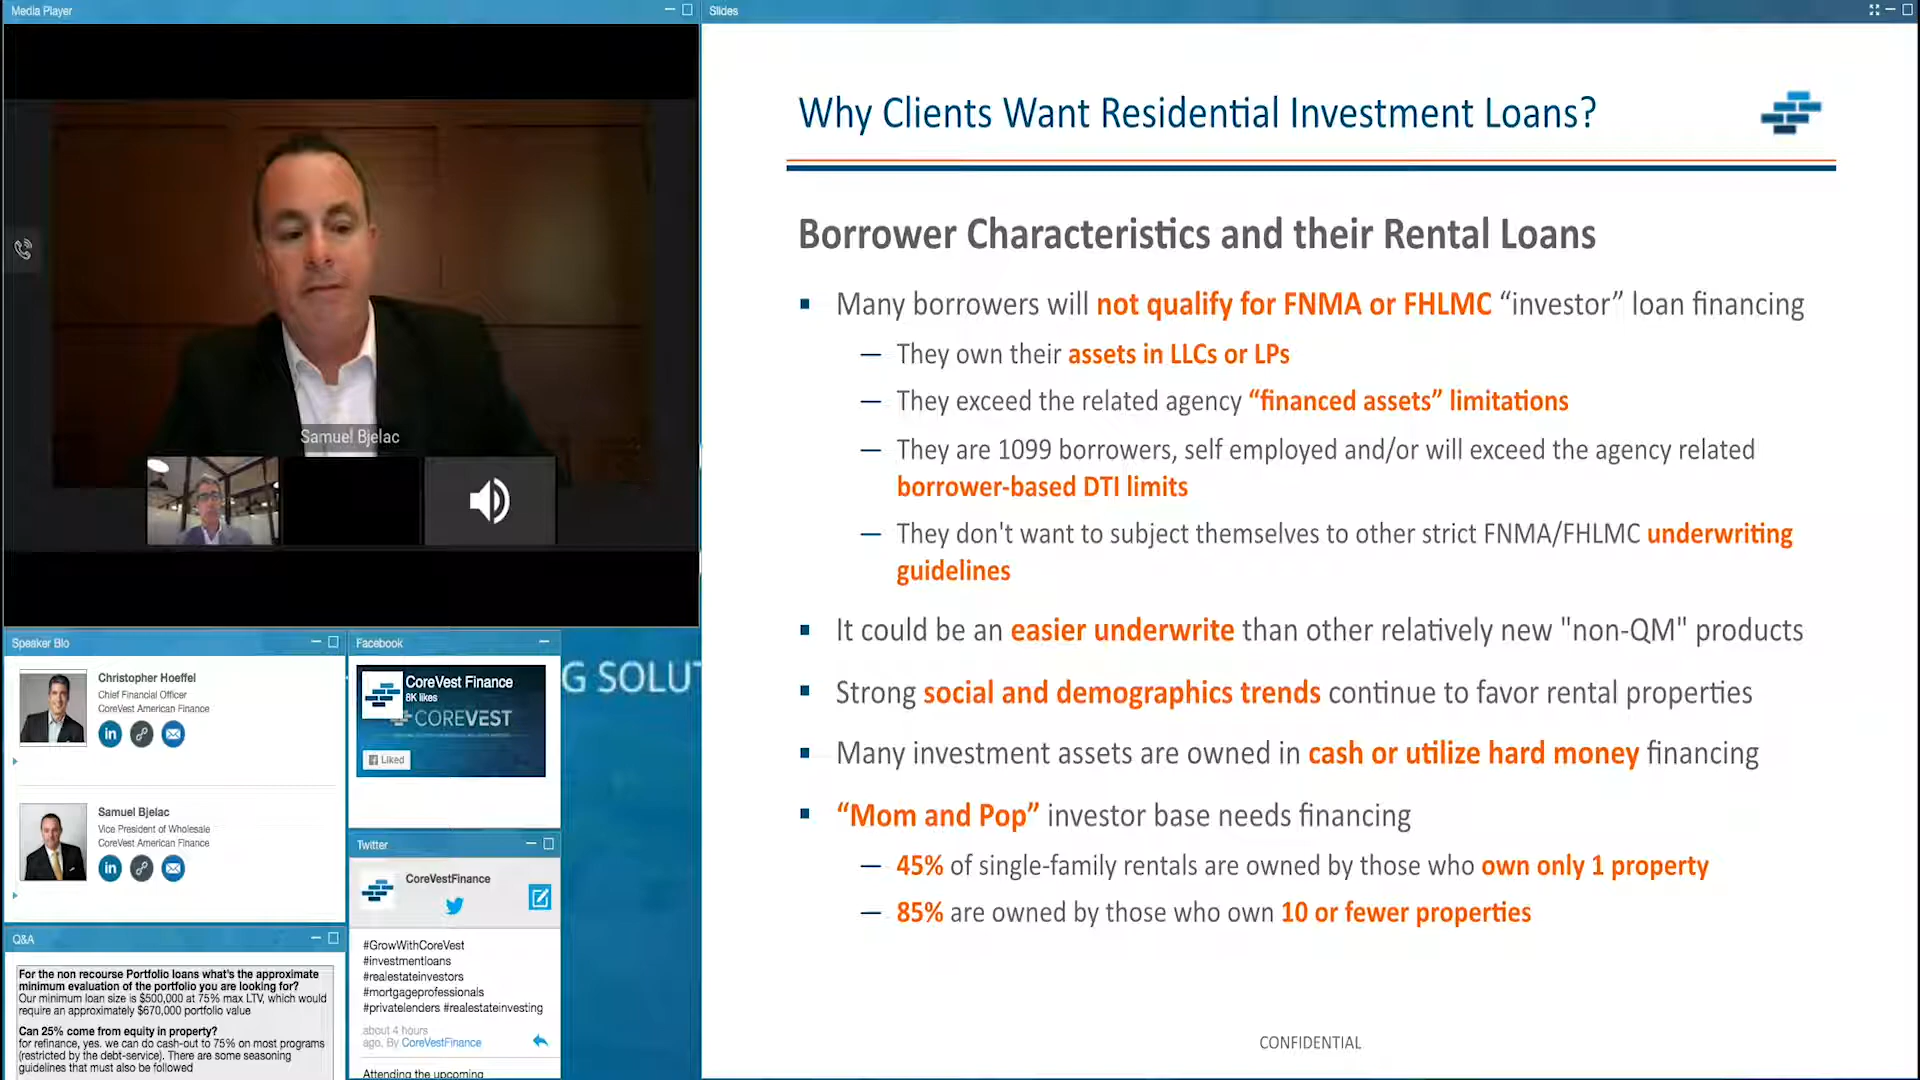 Media Player
Samuel Bjelac
Speaker Bio
Christopher Hoeffel
Chief Financial Officer
CoreVest American Finance
in
Samuel Bjelac
Vice President of Wholesale
CoreVest American Finance
in
Q&A
For the non recourse Portfolio loans what's the approximate
minimum evaluation of the portfolio you are looking for?
Our minimum loan size is $500,000 at 75% max LTV, which would
require an approximately $670,000 portfolio value
Can 25% come from equity in property?
for refinance, yes. we can do cash-out to 75% on most programs
(restricted by the debt-service). There are some seasoning
guidelines that must also be followed
Facebook
CoreVest Finance
8K likes
COREVEST
Liked
G SOLUT
Twitter
CoreVestFinance
#GrowWithCoreVest
#investmentloans
#realestateinvestors
#mortgageprofessionals
#privatelenders #realestateinvesting
about 4 hours
ago. By CoreVestFinance
Attending the upcoming
Slides
Why Clients Want Residential Investment Loans?
Borrower Characteristics and their Rental Loans
▪ Many borrowers will not qualify for FNMA or FHLMC “investor” loan financing
— They own their assets in LLCs or LPs
— They exceed the related agency “financed assets” limitations
— They are 1099 borrowers, self employed and/or will exceed the agency related
borrower-based DTI limits
— They don't want to subject themselves to other strict FNMA/FHLMC underwriting
guidelines
▪ It could be an easier underwrite than other relatively new "non-QM" products
▪ Strong social and demographics trends continue to favor rental properties
▪ Many investment assets are owned in cash or utilize hard money financing
▪ “Mom and Pop” investor base needs financing
— 45% of single-family rentals are owned by those who own only 1 property
— 85% are owned by those who own 10 or fewer properties
CONFIDENTIAL